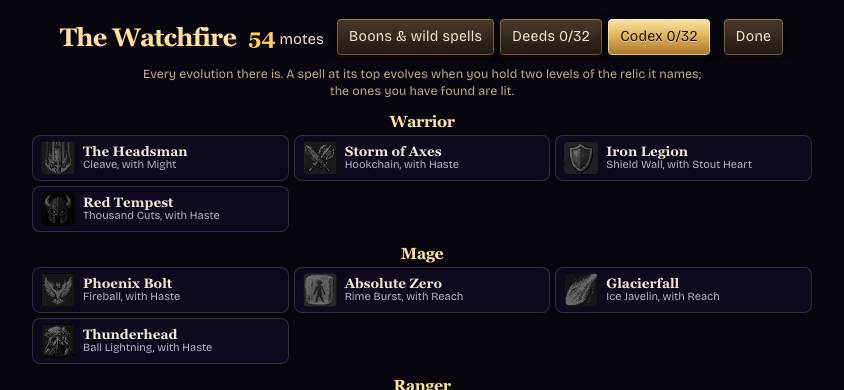 The Watchfire 54 motes Boons & wild spells Deeds 0/32 Codex 0/32 Done
Every evolution there is. A spell at its top evolves when you hold two levels of the relic it names;
the ones you have found are lit.
Warrior
The Headsman
Cleave, with Might
Storm of Axes
Hookchain, with Haste
Iron Legion
Shield Wall, with Stout Heart
Red Tempest
Thousand Cuts, with Haste
Mage
Phoenix Bolt
Fireball, with Haste
Absolute Zero
Rime Burst, with Reach
Glacierfall
Ice Javelin, with Reach
Thunderhead
Ball Lightning, with Haste
Ranger